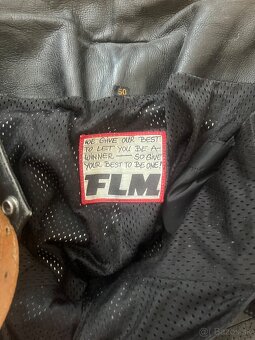 50
WE GIVE OUR BEST
TO LET YOU BE A
WINNER — SO GIVE
YOUR BEST TO BE ONE!
FLM